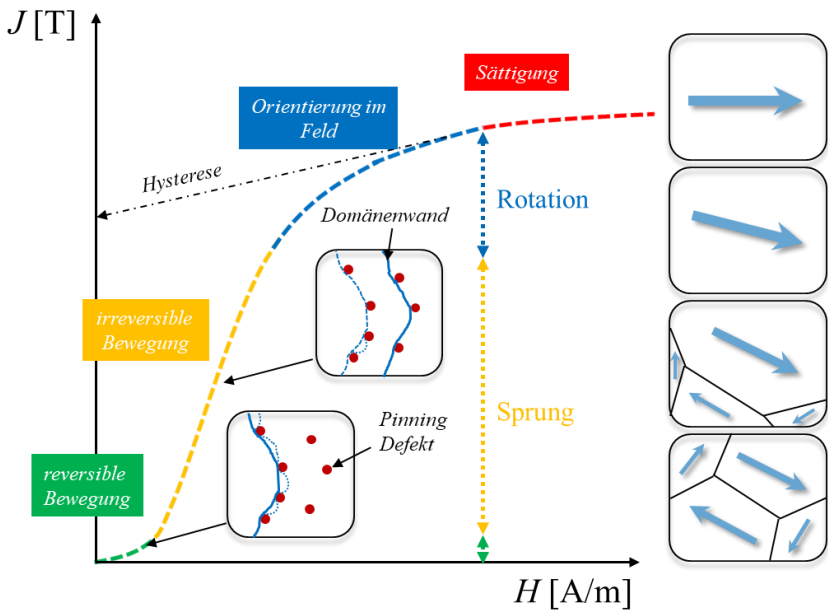 J [T]
Sättigung
Orientierung im
Feld
Hysterese
Rotation
Domänenwand
irreversible
Bewegung
Sprung
Pinning
Defekt
reversible
Bewegung
H [A/m]